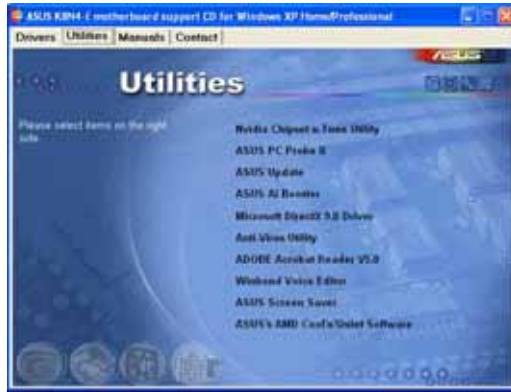 ASUS K8N4-E motherboard support CD for Windows XP Home/Professional
Drivers Utilities Manuals Contact
ASUS
Utilities
Please select items on the right side.
Nvidia Chipset n-Tune Utility
ASUS PC Probe II
ASUS Update
ASUS AI Booster
Microsoft DirectX 9.0 Driver
Anti-Virus Utility
ADOBE Acrobat Reader V5.0
Winbond Voice Editor
ASUS Screen Saver
ASUS's AMD Cool'n'Quiet Software